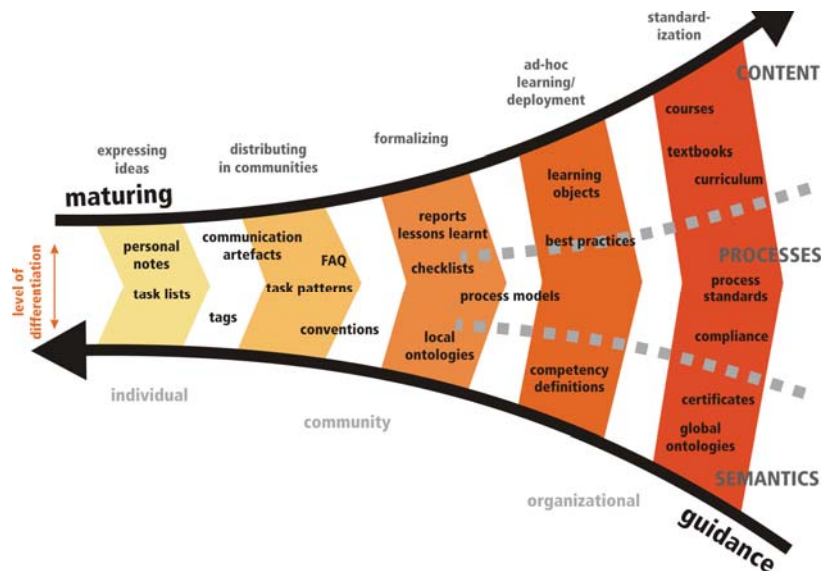 standard-
ization
CONTENT
ad-hoc
learning/
deployment
courses
formalizing
distributing
in communities
expressing
ideas
textbooks
learning
objects
curriculum
maturing
reports
lessons learnt
communication
artefacts
personal
notes
best practices
FAQ
PROCESSES
checklists
level of
differentiation
task lists
task patterns
process models
process
standards
tags
conventions
local
ontologies
compliance
competency
definitions
individual
certificates
community
global
ontologies
SEMANTICS
organizational
guidance